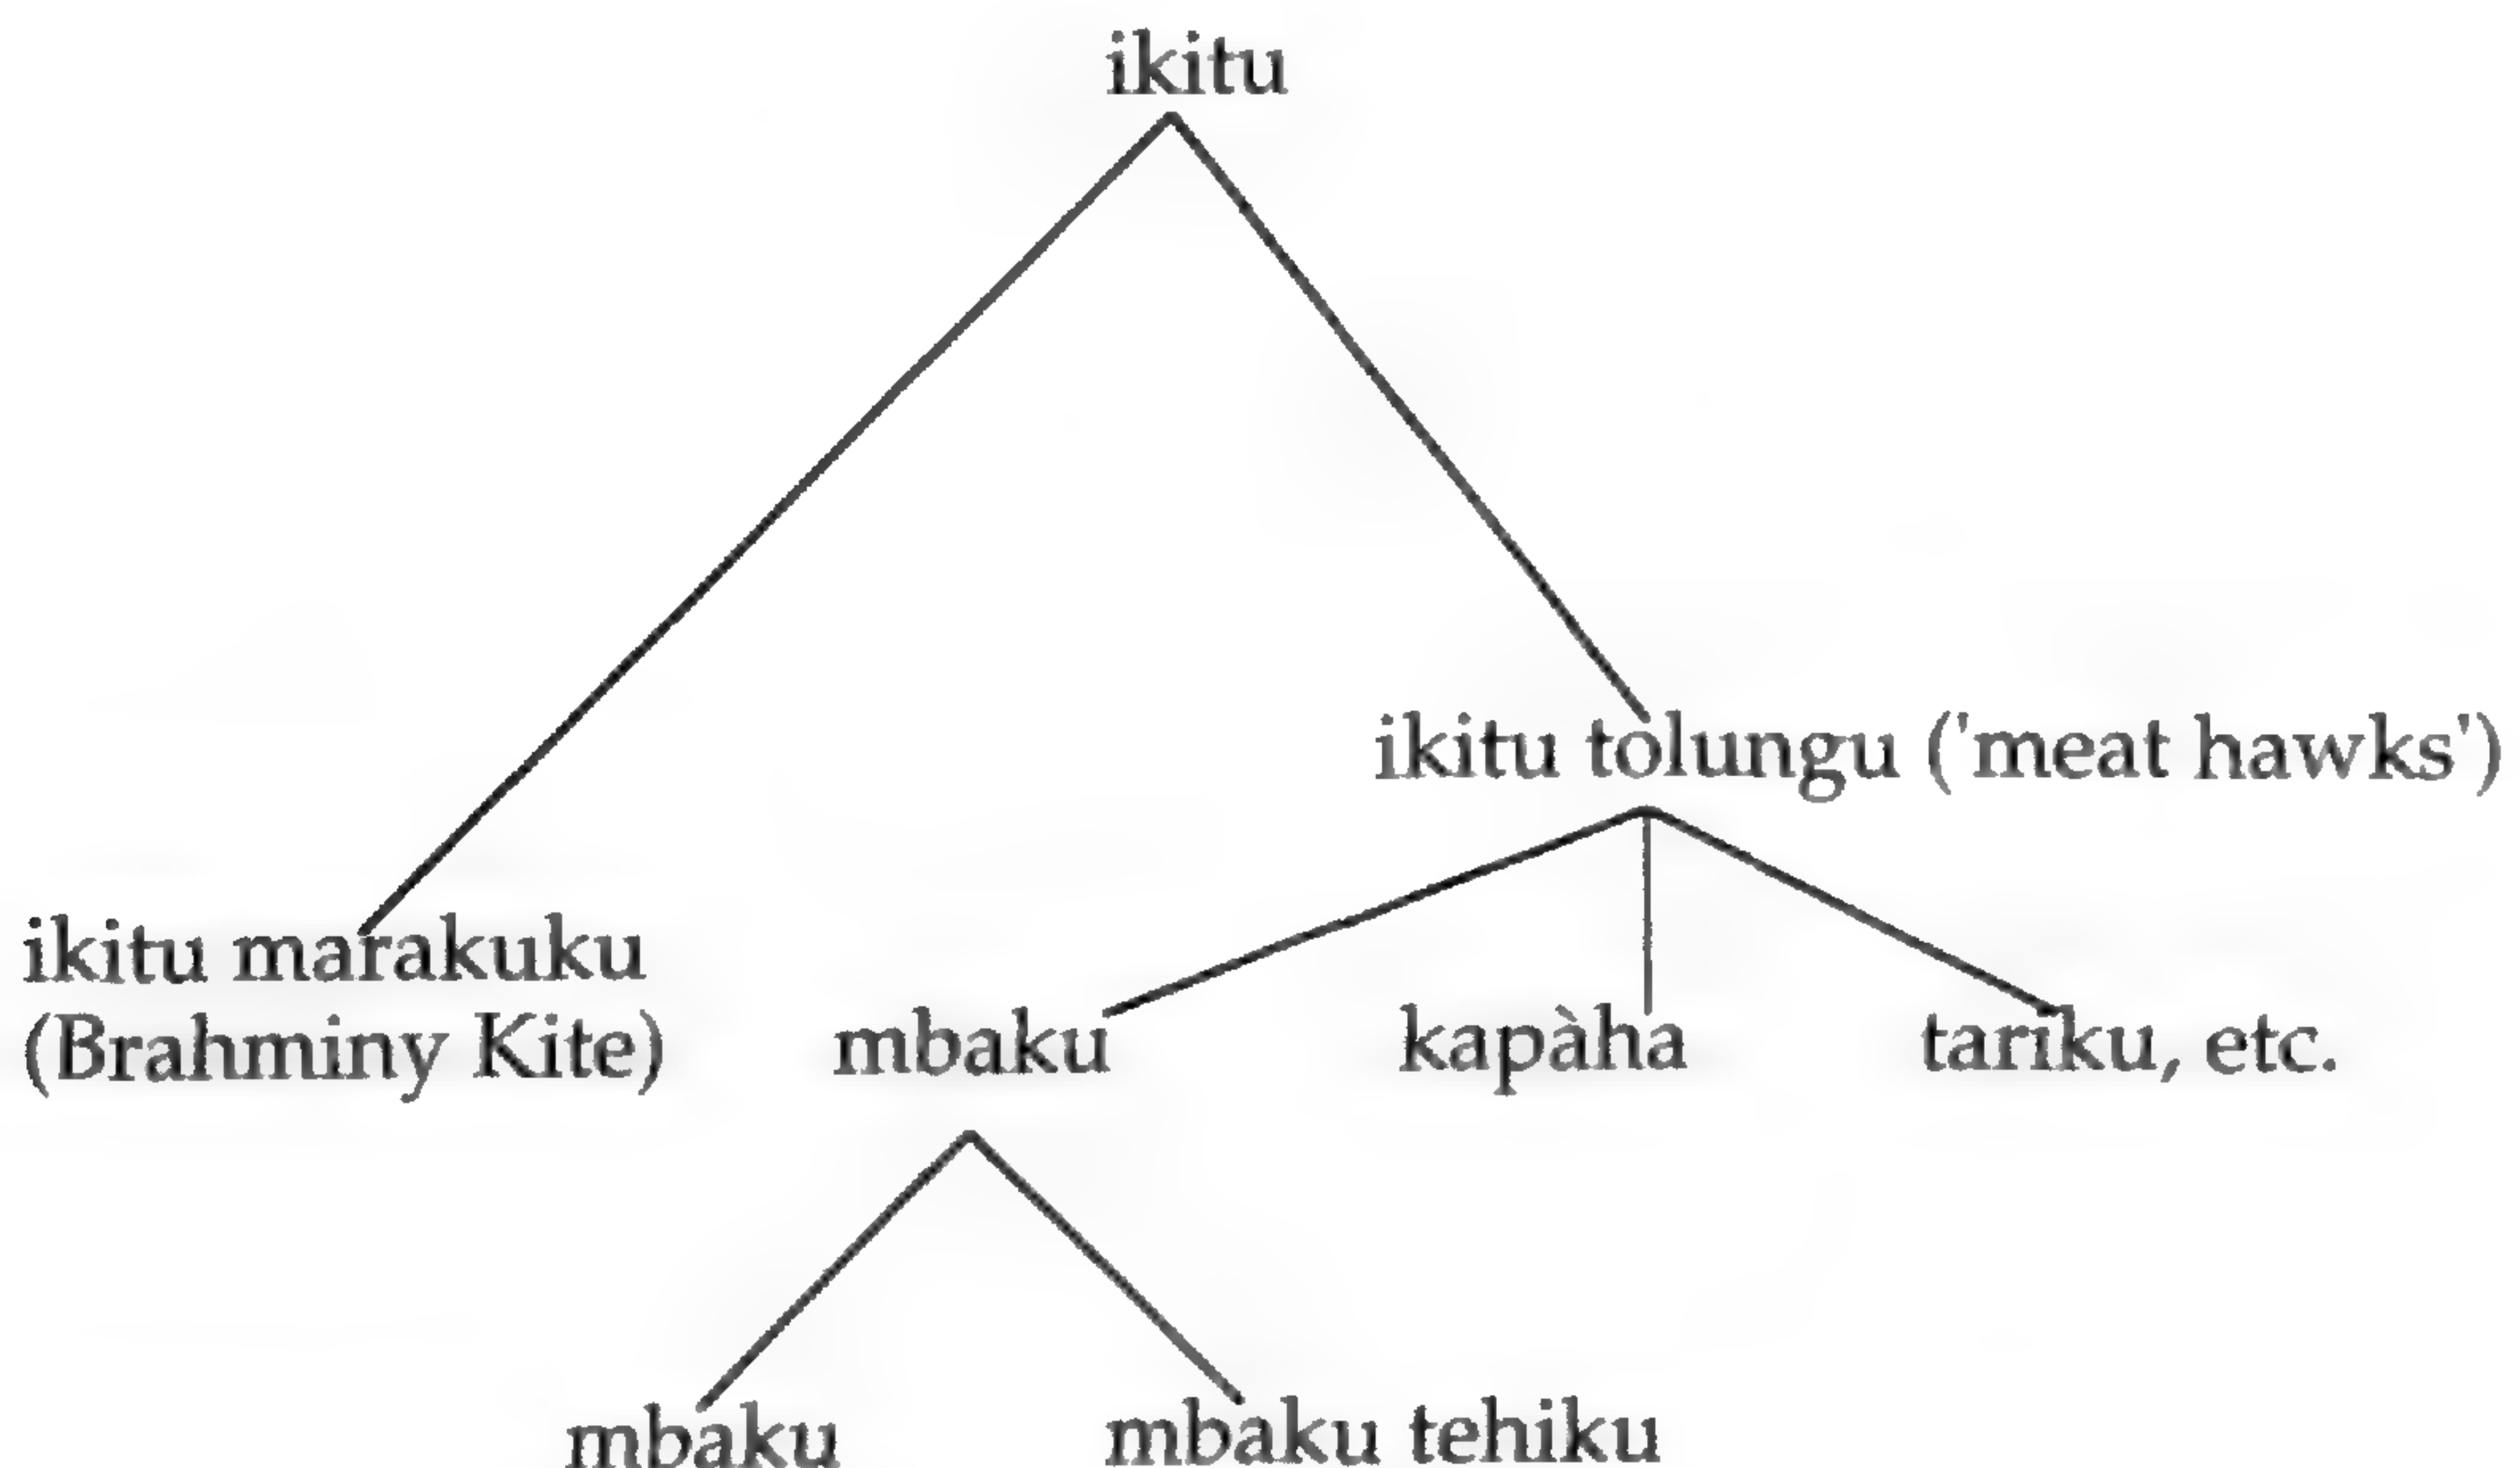 ikitu
ikitu tolungu ('meat hawks')
ikitu marakuku
(Brahminy Kite)
mbaku
kapàha
tariku, etc.
mbaku
mbaku tehiku